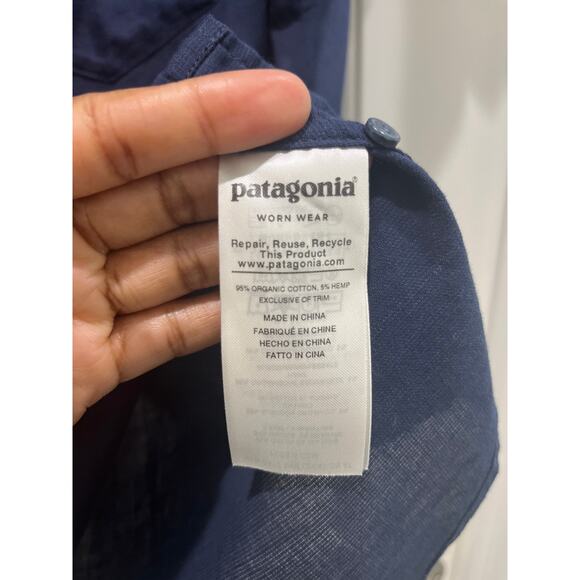 patagonia®
WORN WEAR
Repair, Reuse, Recycle
This Product
www.patagonia.com
95% ORGANIC COTTON, 5% HEMP
EXCLUSIVE OF TRIM
MADE IN CHINA
FABRIQUÉ EN CHINE
HECHO EN CHINA
FATTO IN CINA